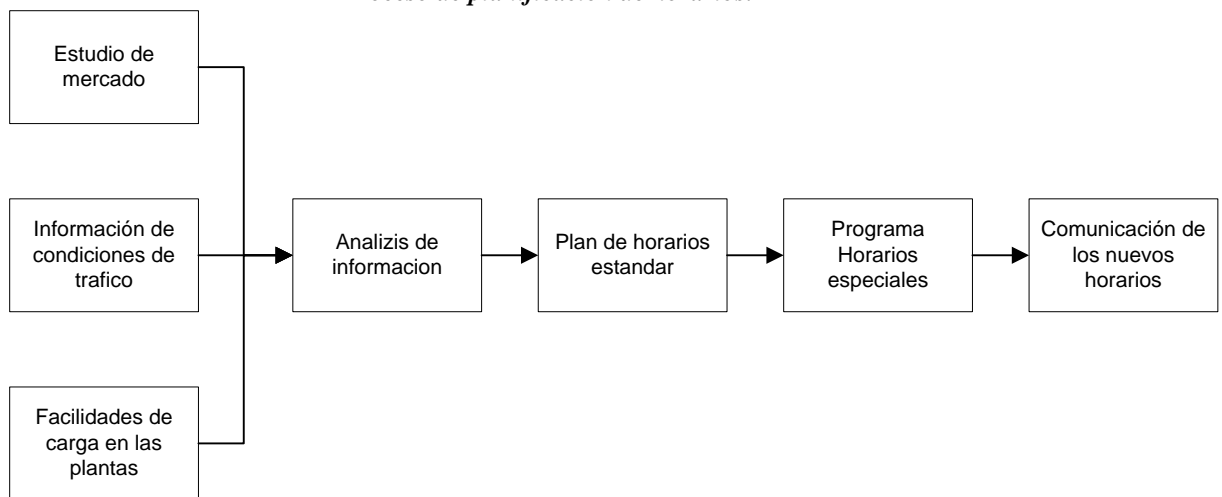 Estudio de
mercado
Información de
condiciones de
trafico
Analizis de
informacion
Plan de horarios
estandar
Programa
Horarios
especiales
Comunicación de
los nuevos
horarios
Facilidades de
carga en las
plantas